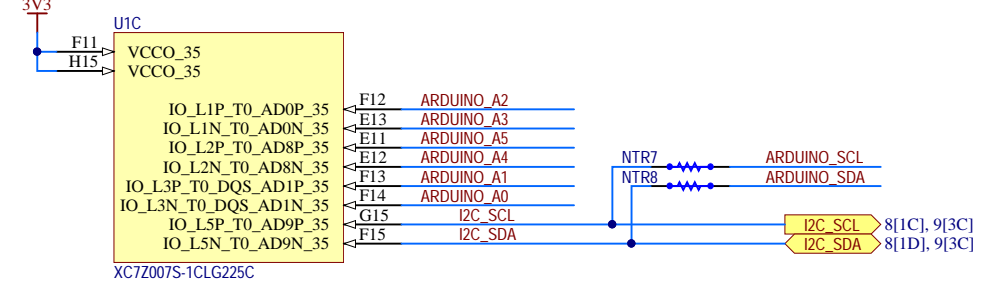 3V3
U1C
F11 VCCO_35
H15 VCCO_35
IO_L1P_T0_AD0P_35 F12 ARDUINO_A2
IO_L1N_T0_AD0N_35 E13 ARDUINO_A3
IO_L2P_T0_AD8P_35 E11 ARDUINO_A5
IO_L2N_T0_AD8N_35 E12 ARDUINO_A4
NTR7 ARDUINO_SCL
IO_L3P_T0_DQS_AD1P_35 F13 ARDUINO_A1
NTR8 ARDUINO_SDA
IO_L3N_T0_DQS_AD1N_35 F14 ARDUINO_A0
IO_L5P_T0_AD9P_35 G15 I2C_SCL I2C_SCL 8[1C], 9[3C]
IO_L5N_T0_AD9N_35 F15 I2C_SDA I2C_SDA 8[1D], 9[3C]
XC7Z007S-1CLG225C